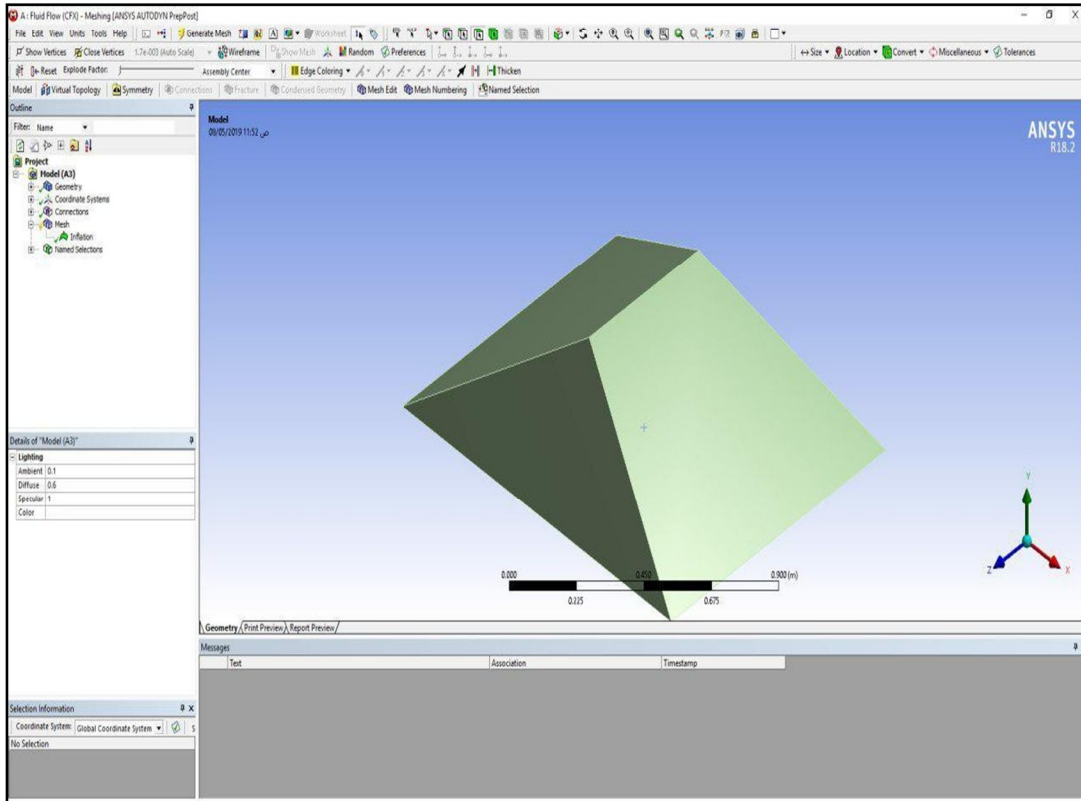 A : Fluid Flow (CFX) - Meshing [ANSYS AUTODYN PrepPost]
File Edit View Units Tools Help Generate Mesh Worksheet
Show Vertices Close Vertices 1.7e-003 (Auto Scale) Wireframe Show Mesh Random Preferences Size Location Convert Miscellaneous Tolerances
Reset Explode Factor: Assembly Center Edge Coloring Thicken
Model Virtual Topology Symmetry Connections Fracture Condensed Geometry Mesh Edit Mesh Numbering Named Selection
Outline
Filter: Name
Project
Model (A3)
Geometry
Coordinate Systems
Connections
Mesh
Inflation
Named Selections
Details of "Model (A3)"
Lighting
Ambient 0.1
Diffuse 0.6
Specular 1
Color
Selection Information
Coordinate System: Global Coordinate System S
No Selection
Model
08/05/2019 11:52 ص
ANSYS
R18.2
Y
Z
X
0.000 0.450 0.900 (m)
0.225 0.675
Geometry Print Preview Report Preview
Messages
Text Association Timestamp